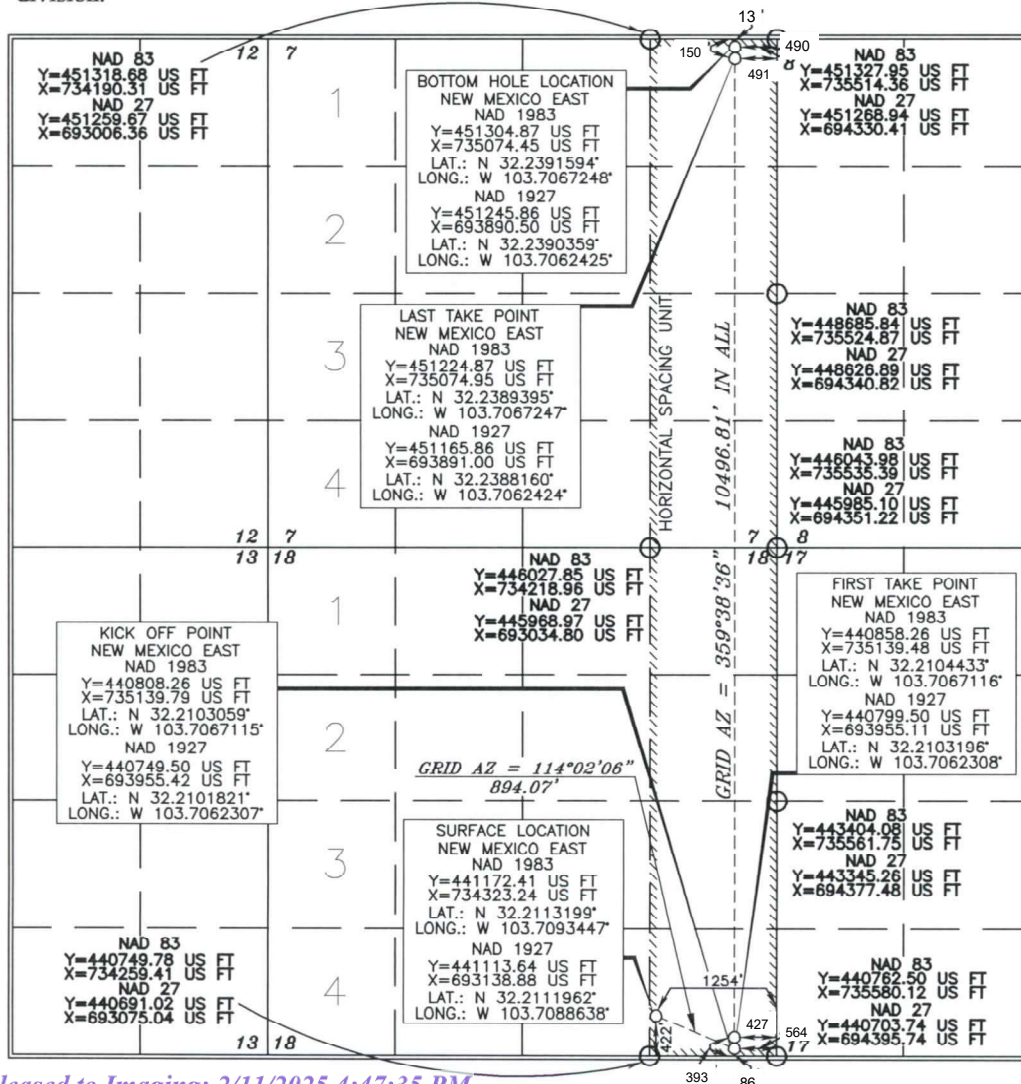 division.
13'
12 7
150
490
491
8
NAD 83
Y=451318.68 US FT
X=734190.31 US FT
NAD 27
Y=451259.67 US FT
X=693006.36 US FT
1
BOTTOM HOLE LOCATION
NEW MEXICO EAST
NAD 1983
Y=451304.87 US FT
X=735074.45 US FT
LAT.: N 32.2391594°
LONG.: W 103.7067248°
NAD 1927
Y=451245.86 US FT
X=693890.50 US FT
LAT.: N 32.2390359°
LONG.: W 103.7062425°
NAD 83
Y=451327.95 US FT
X=735514.36 US FT
NAD 27
Y=451268.94 US FT
X=694330.41 US FT
2
LAST TAKE POINT
NEW MEXICO EAST
NAD 1983
Y=451224.87 US FT
X=735074.95 US FT
LAT.: N 32.2389395°
LONG.: W 103.7067247°
NAD 1927
Y=451165.86 US FT
X=693891.00 US FT
LAT.: N 32.2388160°
LONG.: W 103.7062424°
3
4
HORIZONTAL SPACING UNIT
GRID AZ = 359°38'36" 10496.81' IN ALL
NAD 83
Y=448685.84 US FT
X=735524.87 US FT
NAD 27
Y=448626.89 US FT
X=694340.82 US FT
NAD 83
Y=446043.98 US FT
X=735535.39 US FT
NAD 27
Y=445985.10 US FT
X=694351.22 US FT
12 7
13 18
7 8
18 17
NAD 83
Y=446027.85 US FT
X=734218.96 US FT
NAD 27
Y=445968.97 US FT
X=693034.80 US FT
1
FIRST TAKE POINT
NEW MEXICO EAST
NAD 1983
Y=440858.26 US FT
X=735139.48 US FT
LAT.: N 32.2104433°
LONG.: W 103.7067116°
NAD 1927
Y=440799.50 US FT
X=693955.11 US FT
LAT.: N 32.2103196°
LONG.: W 103.7062308°
KICK OFF POINT
NEW MEXICO EAST
NAD 1983
Y=440808.26 US FT
X=735139.79 US FT
LAT.: N 32.2103059°
LONG.: W 103.7067115°
NAD 1927
Y=440749.50 US FT
X=693955.42 US FT
LAT.: N 32.2101821°
LONG.: W 103.7062307°
2
GRID AZ = 114°02'06"
894.07'
SURFACE LOCATION
NEW MEXICO EAST
NAD 1983
Y=441172.41 US FT
X=734323.24 US FT
LAT.: N 32.2113199°
LONG.: W 103.7093447°
NAD 1927
Y=441113.64 US FT
X=693138.88 US FT
LAT.: N 32.2111962°
LONG.: W 103.7088638°
3
NAD 83
Y=443404.08 US FT
X=735561.75 US FT
NAD 27
Y=443345.26 US FT
X=694377.48 US FT
NAD 83
Y=440749.78 US FT
X=734259.41 US FT
NAD 27
Y=440691.02 US FT
X=693075.04 US FT
4
1254'
422'
427
564
393
86
NAD 83
Y=440762.50 US FT
X=735580.12 US FT
NAD 27
Y=440703.74 US FT
X=694395.74 US FT
13 18
17
leased to Imaging: 2/11/2025 4:47:35 PM